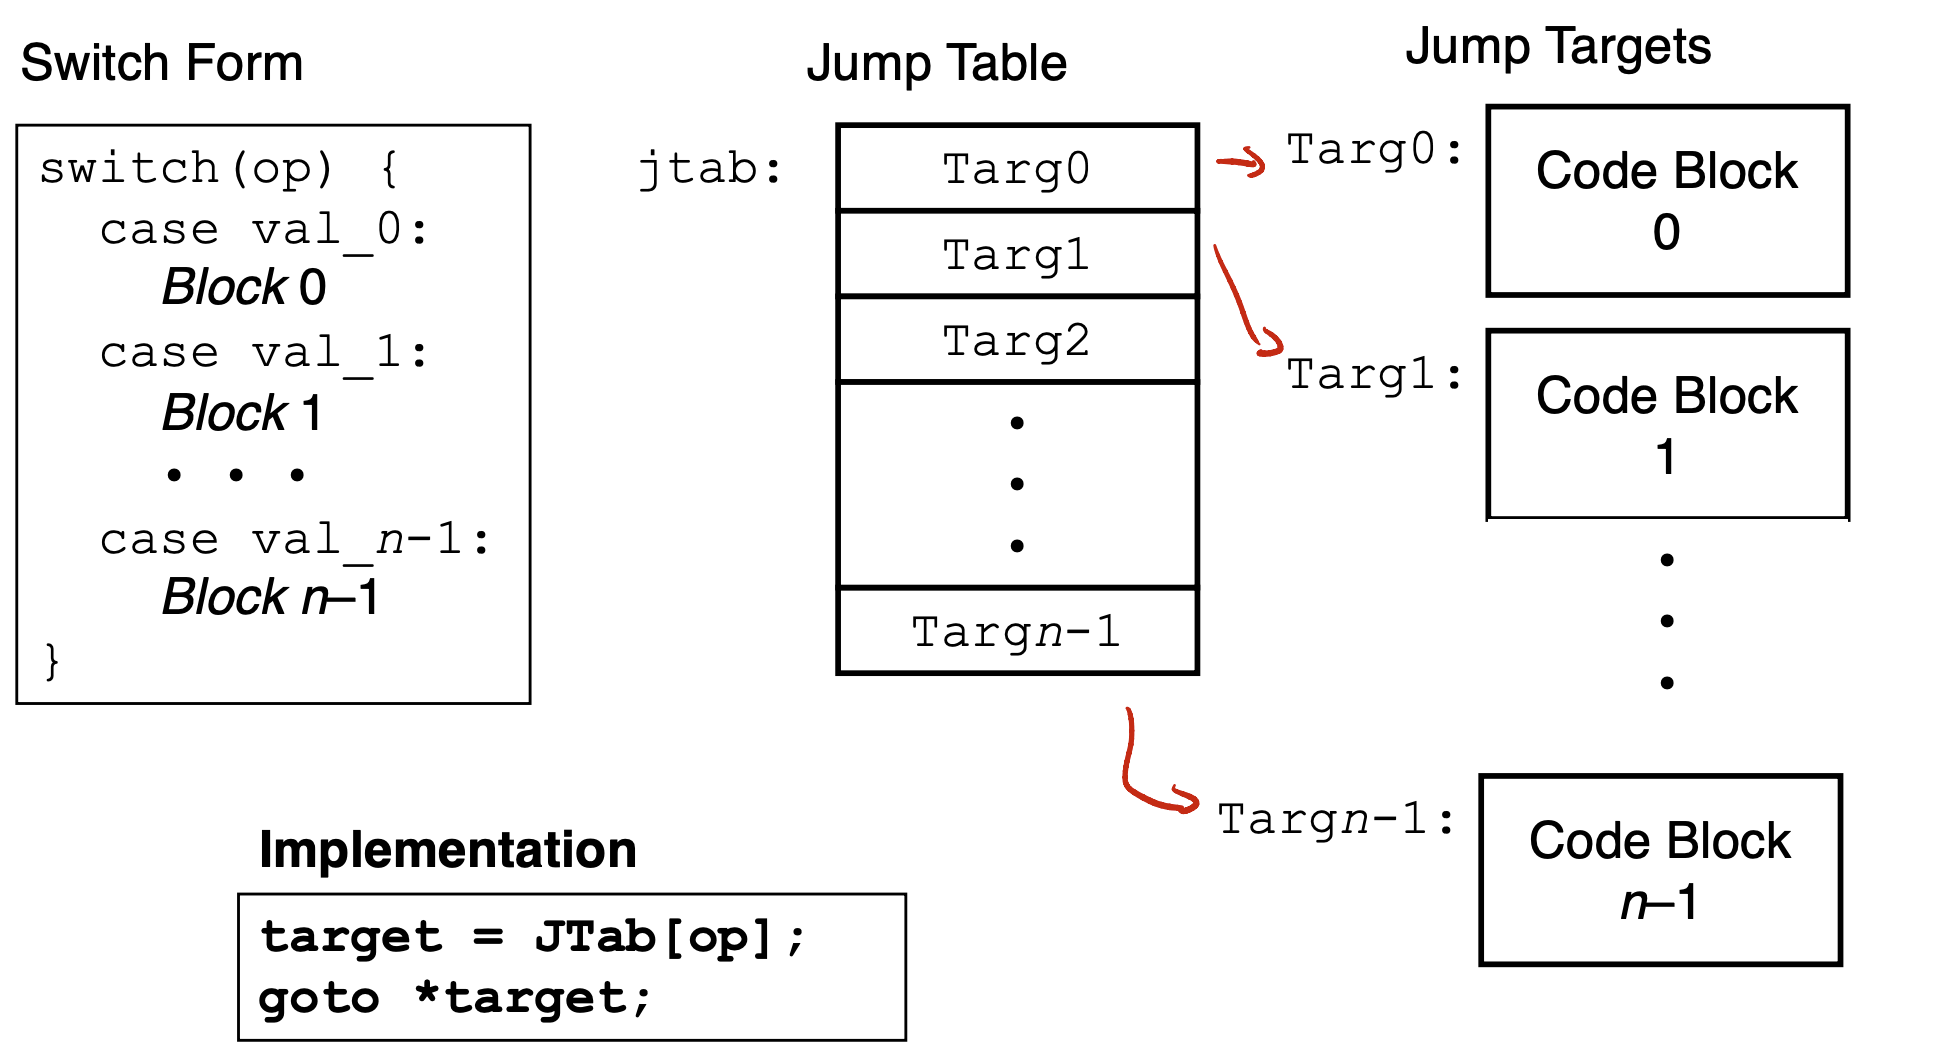 Switch Form
switch(op) {
case val_0:
Block 0
case val_1:
Block 1
• • •
case val_n-1:
Block n–1
}
Jump Table
jtab:
Targ0
Targ1
Targ2
•
•
•
Targn-1
Jump Targets
Targ0:
Code Block
0
Targ1:
Code Block
1
•
•
•
Targn-1:
Code Block
n–1
Implementation
target = JTab[op];
goto *target;